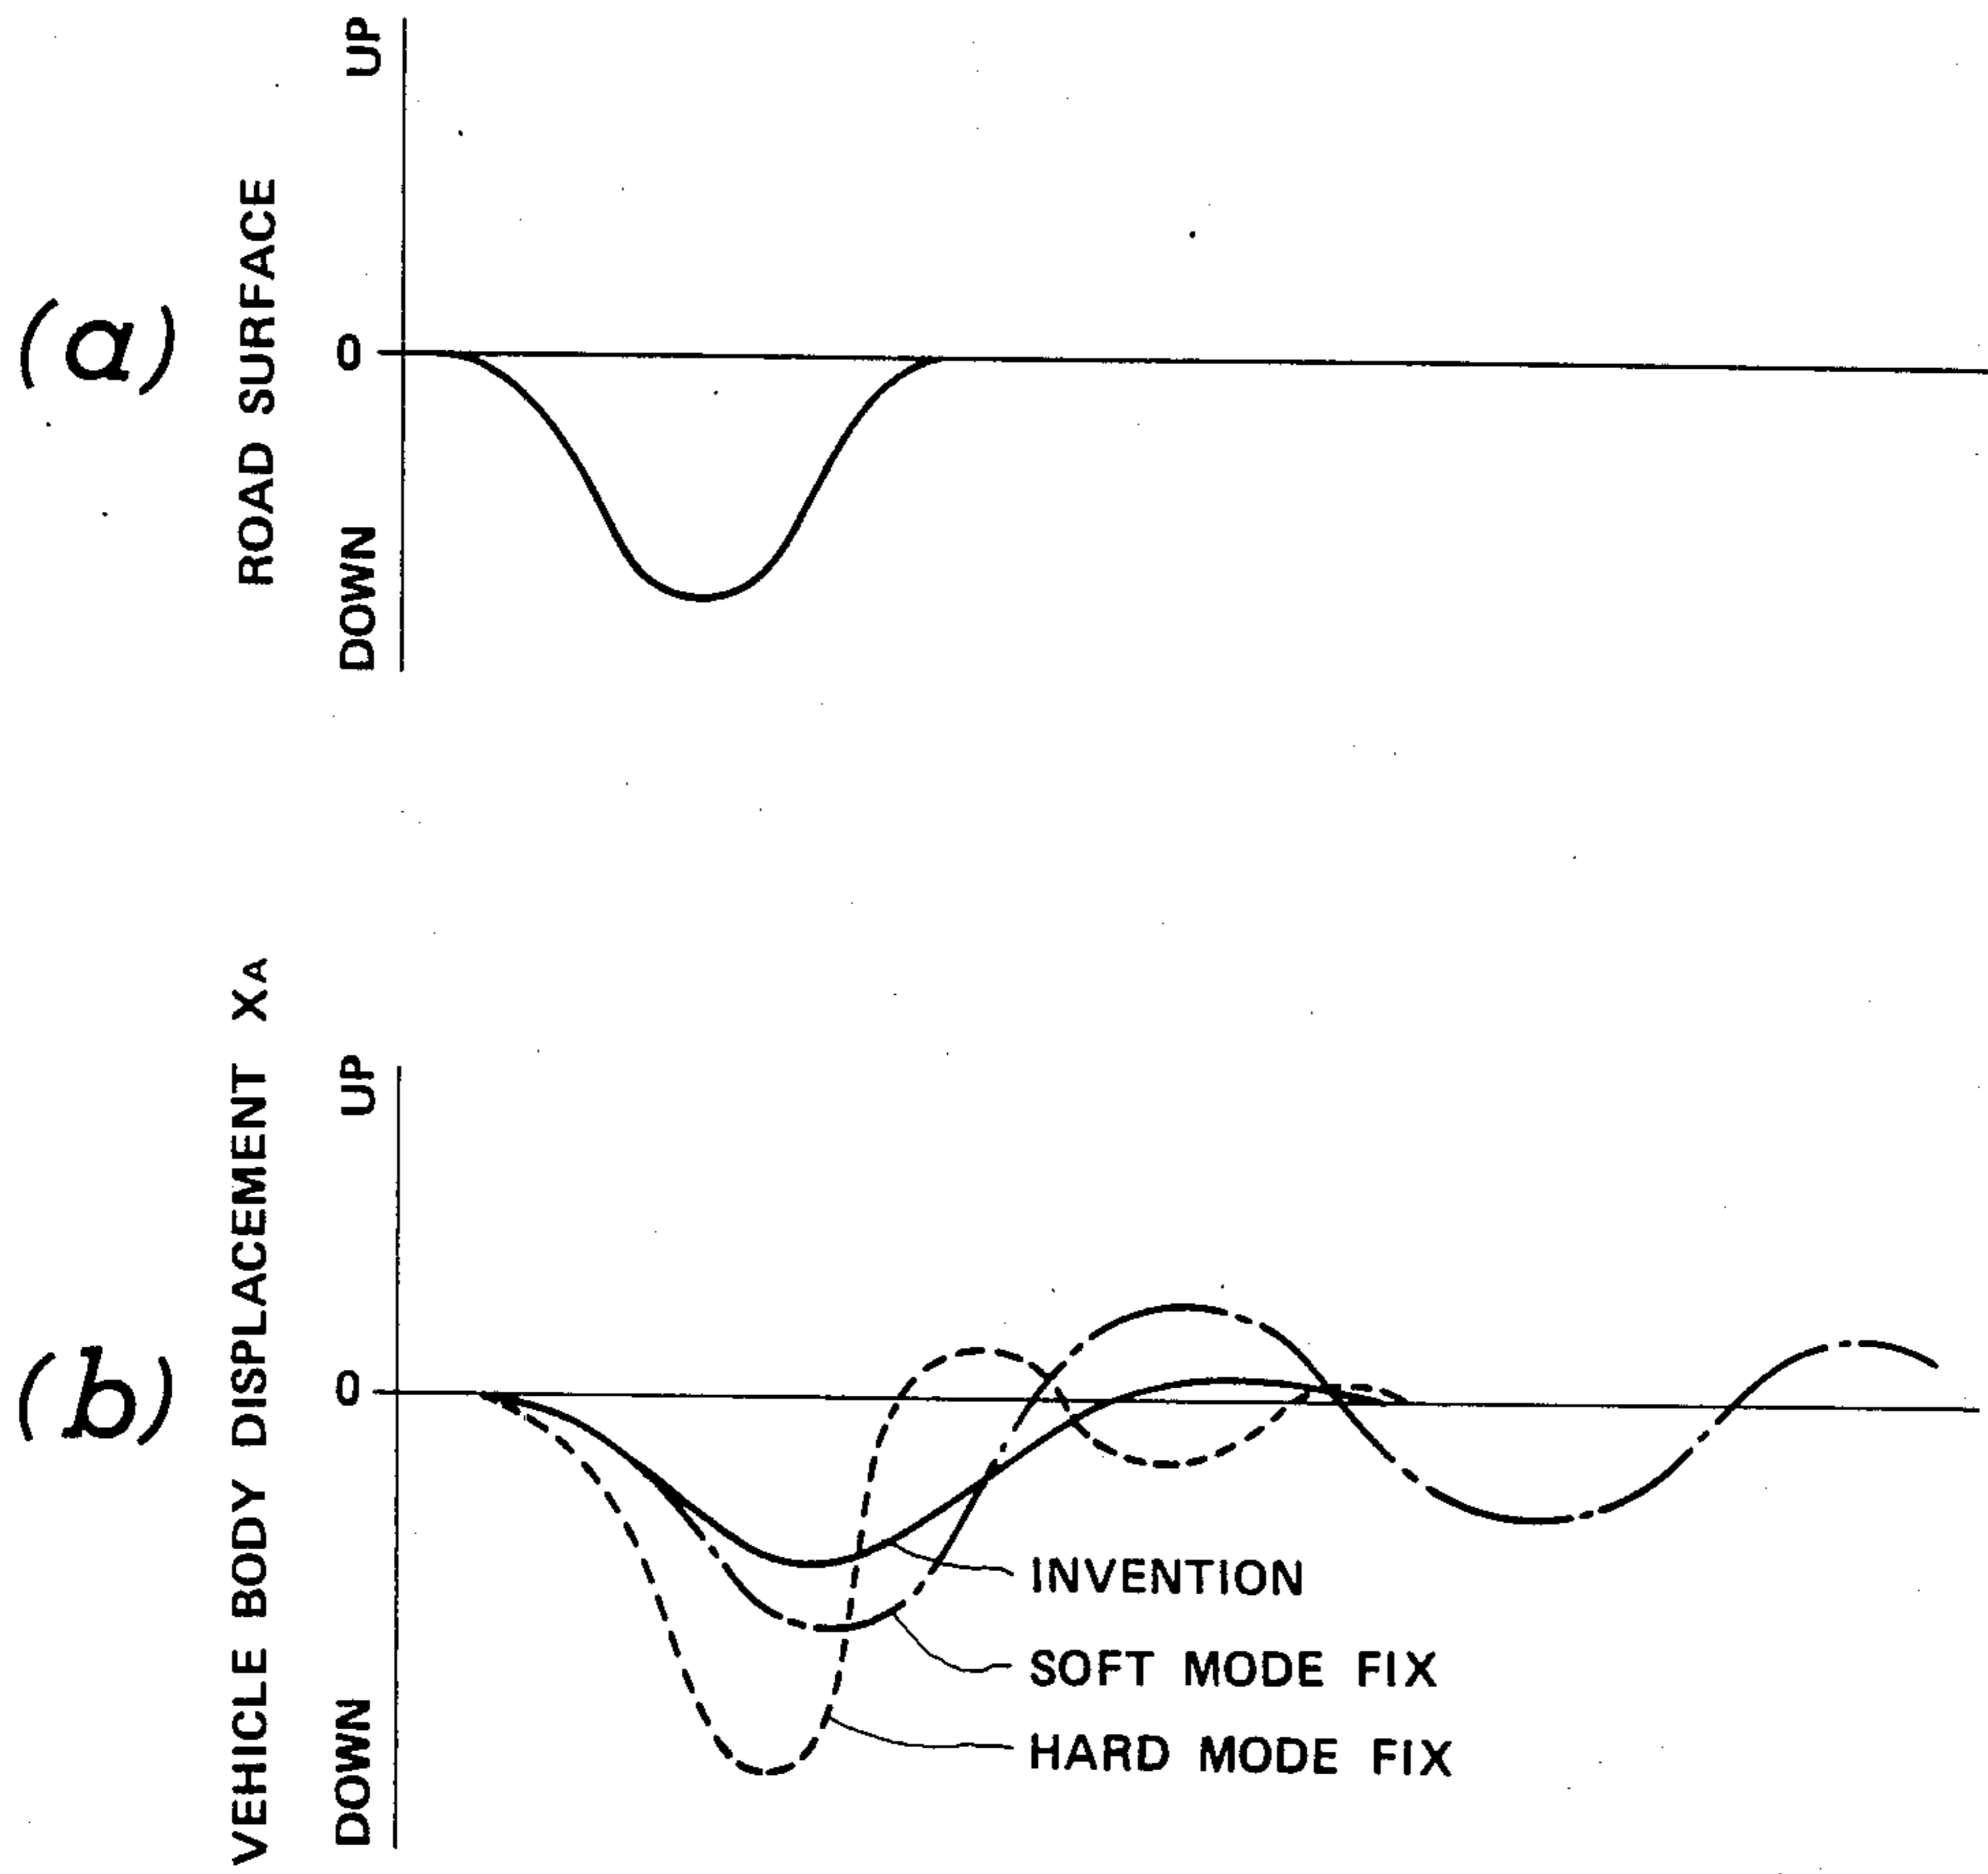 (a)
ROAD SURFACE
UP
0
DOWN
(b)
VEHICLE BODY DISPLACEMENT XA
UP
0
DOWN
INVENTION
SOFT MODE FIX
HARD MODE FIX